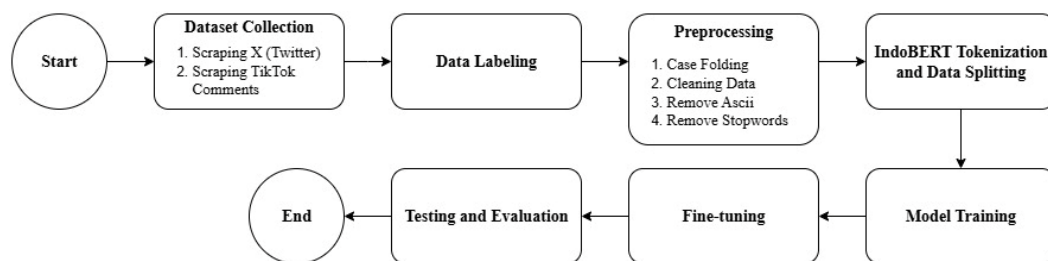 Start
Dataset Collection
1. Scraping X (Twitter)
2. Scraping TikTok
Comments
Data Labeling
Preprocessing
1. Case Folding
2. Cleaning Data
3. Remove Ascii
4. Remove Stopwords
IndoBERT Tokenization
and Data Splitting
Model Training
Fine-tuning
Testing and Evaluation
End